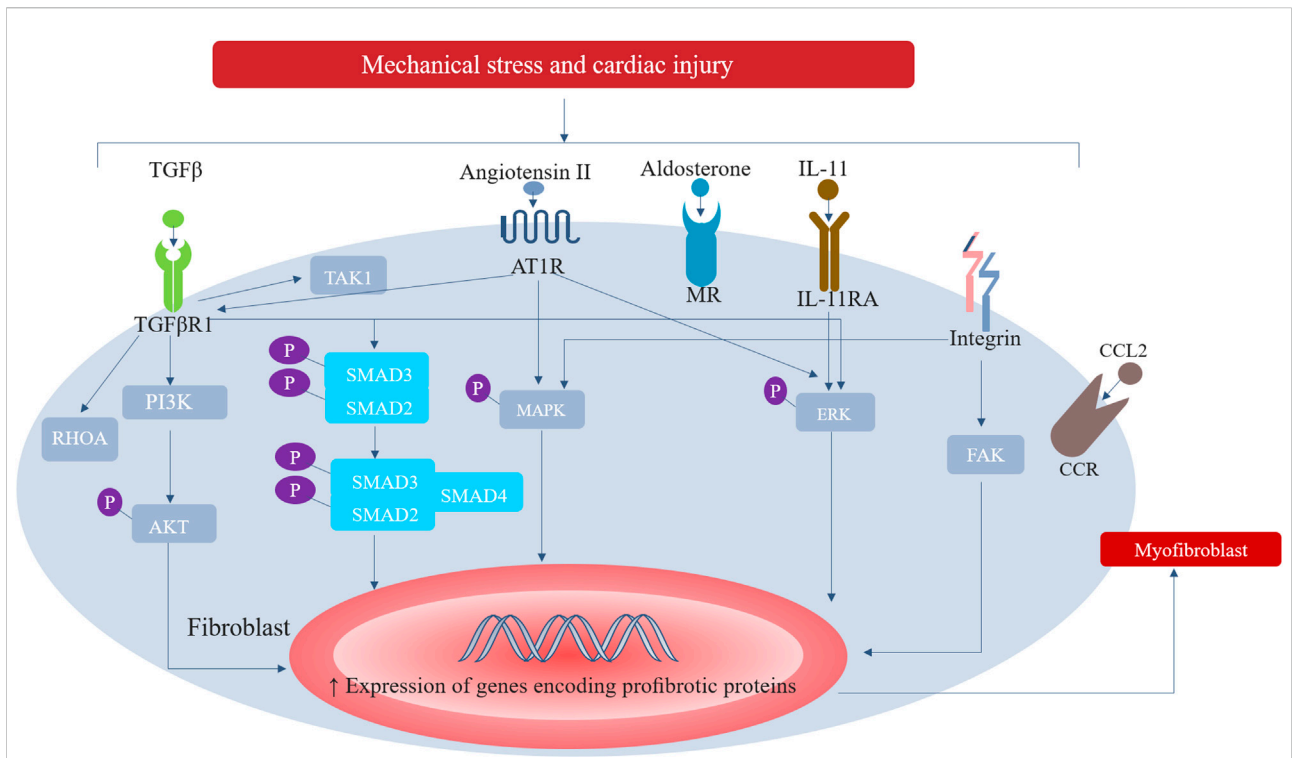 Mechanical stress and cardiac injury
TGFβ
Angiotensin II
Aldosterone
IL-11
AT1R
TAK1
MR
IL-11RA
TGFβR1
Integrin
CCL2
P
SMAD3
P
SMAD2
P
MAPK
P
ERK
PI3K
RHOA
FAK
CCR
P
SMAD3
P
SMAD4
SMAD2
P
AKT
Myofibroblast
Fibroblast
↑ Expression of genes encoding profibrotic proteins